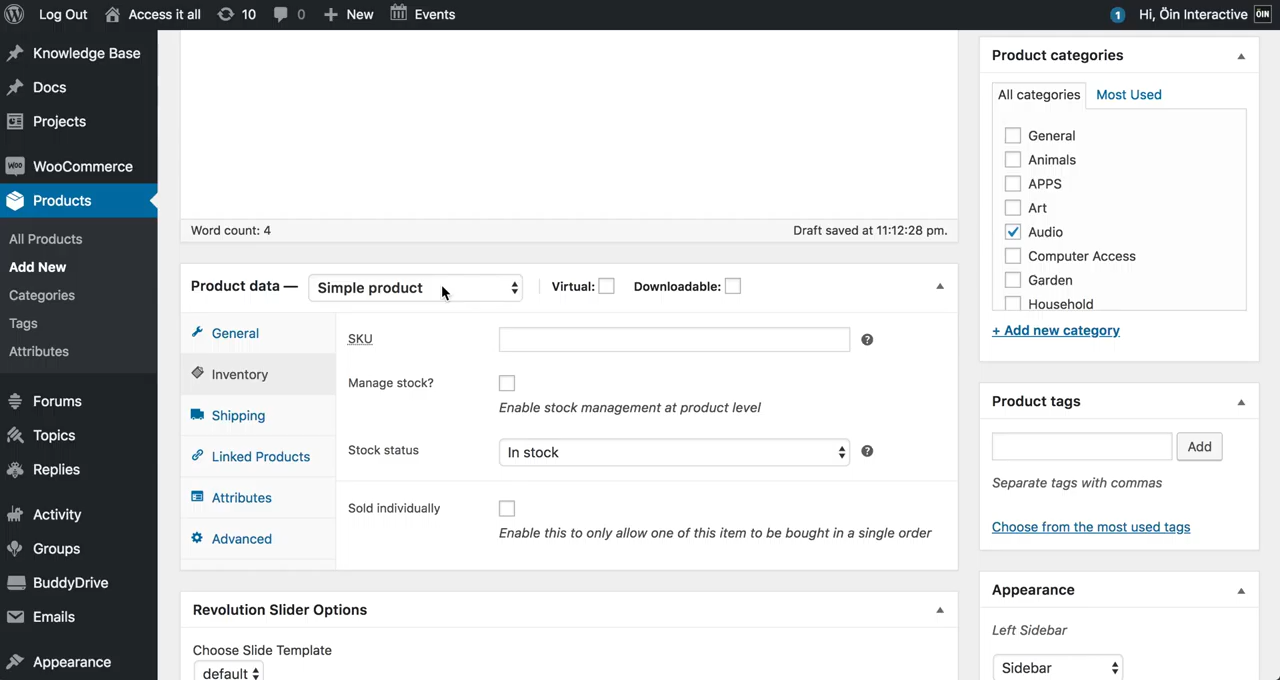 Log Out
Access it all
10
0
New
Events
1
Hi, Öin Interactive
ÖIN
Knowledge Base
Docs
Projects
WOO
WooCommerce
Products
All Products
Add New
Categories
Tags
Attributes
Forums
Topics
Replies
Activity
Groups
BuddyDrive
Emails
Appearance
Word count: 4
Draft saved at 11:12:28 pm.
Product data —
Simple product
Virtual:
Downloadable:
General
Inventory
Shipping
Linked Products
Attributes
Advanced
SKU
?
Manage stock?
Enable stock management at product level
Stock status
In stock
?
Sold individually
Enable this to only allow one of this item to be bought in a single order
Revolution Slider Options
Choose Slide Template
default
Product categories
All categories
Most Used
General
Animals
APPS
Art
Audio
Computer Access
Garden
Household
+ Add new category
Product tags
Add
Separate tags with commas
Choose from the most used tags
Appearance
Left Sidebar
Sidebar